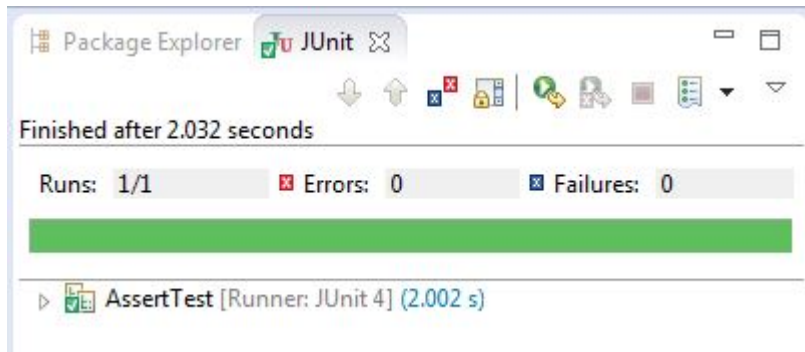 Package Explorer JUnit
Finished after 2.032 seconds
Runs: 1/1 Errors: 0 Failures: 0
AssertTest [Runner: JUnit 4] (2.002 s)